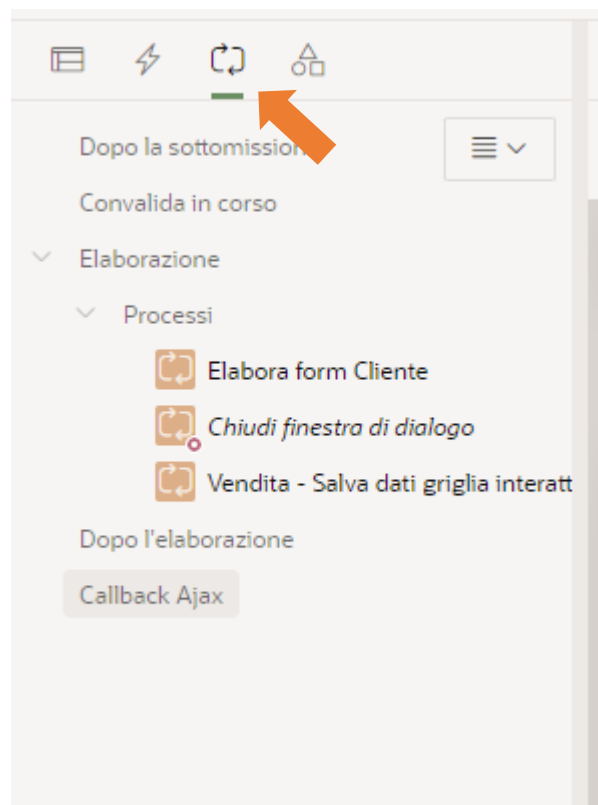 Dopo la sottomission
Convalida in corso
Elaborazione
Processi
Elabora form Cliente
Chiudi finestra di dialogo
Vendita - Salva dati griglia interatt
Dopo l'elaborazione
Callback Ajax